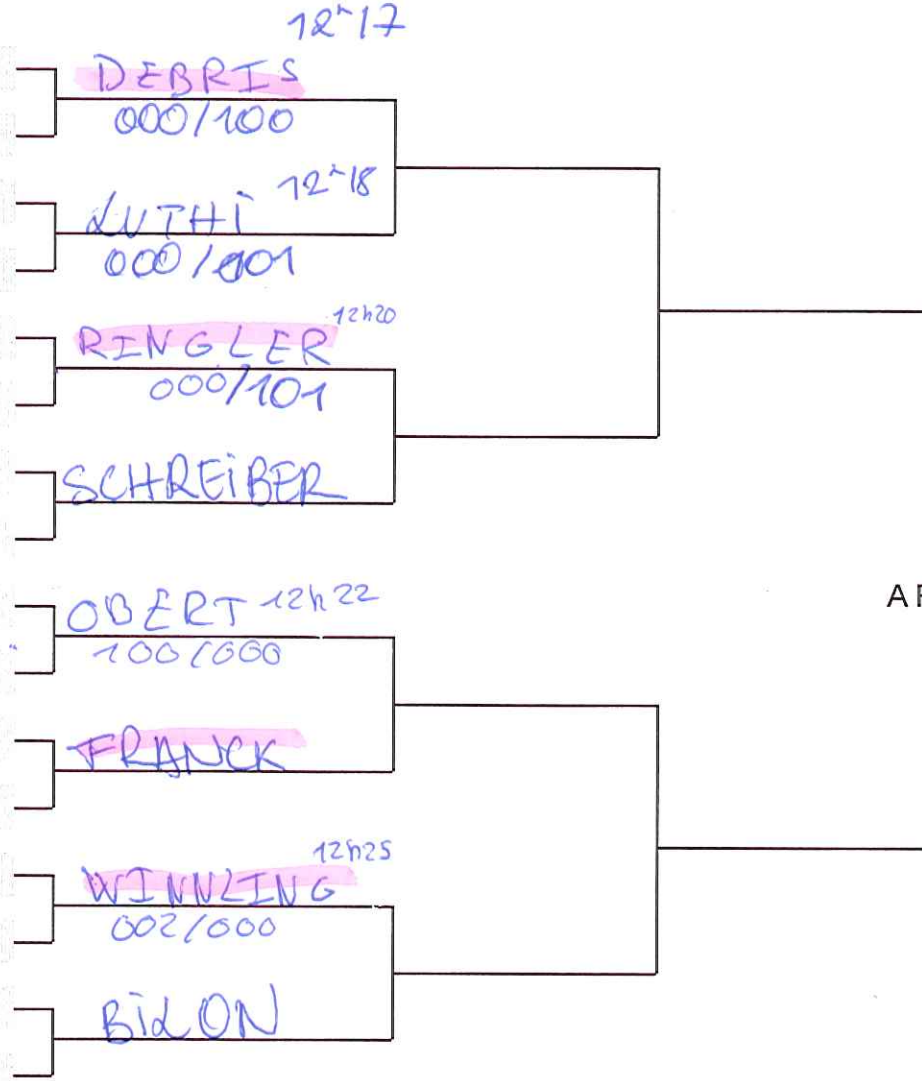 12h17
DEBRIS
000/100
12h18
LUTHI
000/001
12h20
RINGLER
000/101
SCHREIBER
OBERT 12h22
100/000
FRANCK
12h25
WINNLING
002/000
BILON